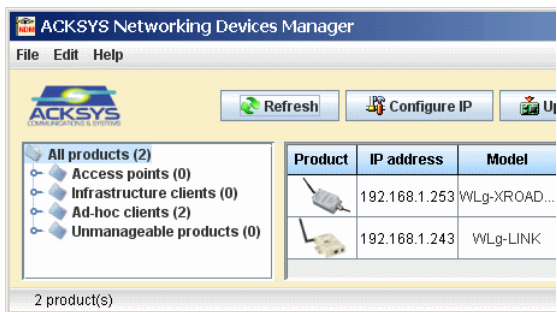 ACKSYS Networking Devices Manager
File Edit Help
ACKSYS
COMMUNICATIONS & SYSTEMS
Refresh Configure IP
All products (2)
Access points (0)
Infrastructure clients (0)
Ad-hoc clients (2)
Unmanageable products (0)
Product IP address Model
192.168.1.253 WLg-XROAD...
192.168.1.243 WLg-LINK
2 product(s)